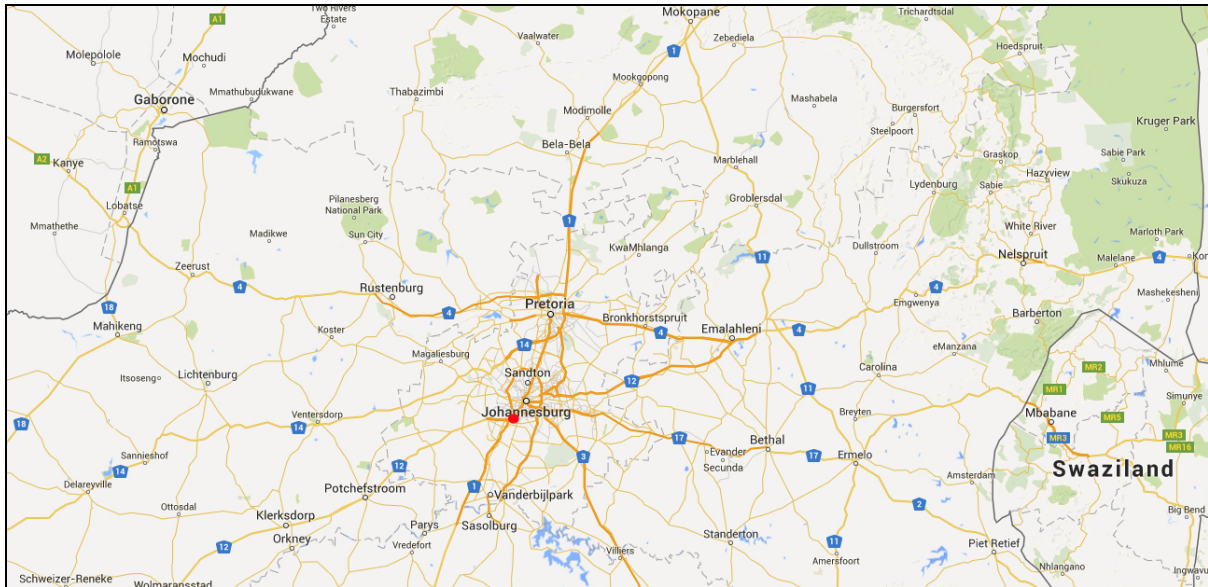 Two Rivers
Estate
A1
Mokopane
Trichardtsdal
Vaalwater
Zebediela
Hoedspruit
Molepolole
Mochudi
1
Mookgopong
Mmathubudukwane
Thabazimbi
Gaborone
Modimolle
Mashabela
Burgersfort
Kruger Park
Steelpoort
Ramotswa
Bela-Bela
A2
Kanye
Marblehall
Graskop
Sabie Park
Hazyview
Skukuza
A1
Lydenburg
Sabie
Lobatse
Pilanesberg
National Park
Groblersdal
Mmathethe
Madikwe
Sun City
1
White River
Marloth Park
KwaMhlanga
Dullstroom
11
Nelspruit
Malelane
4
Kon
Zeerust
4
Rustenburg
4
Emgwenya
Mashekesheni
18
4
Pretoria
Bronkhorstspruit
Barberton
Mahikeng
Koster
4
Emalahleni
4
14
eManzana
Magaliesburg
Itsoseng
Lichtenburg
Sandton
12
Carolina
MR2
Mhlume
11
MR1
Simunye
Johannesburg
Ventersdorp
14
Breyten
Mbabane
MR5
18
17
Bethal
MR3
MR3
MR16
Sannieshof
14
12
3
Evander
Secunda
17
Ermelo
Swaziland
Delareyville
Potchefstroom
1
Vanderbijlpark
Amsterdam
Ottosdal
2
Big Bend
Klerksdorp
Parys
Sasolburg
Standerton
Orkney
12
Vredefort
Villiers
11
Amersfoort
Piet Retief
Nhlangano
Schweizer-Reneke
Wolmaransstad
Ingwavu